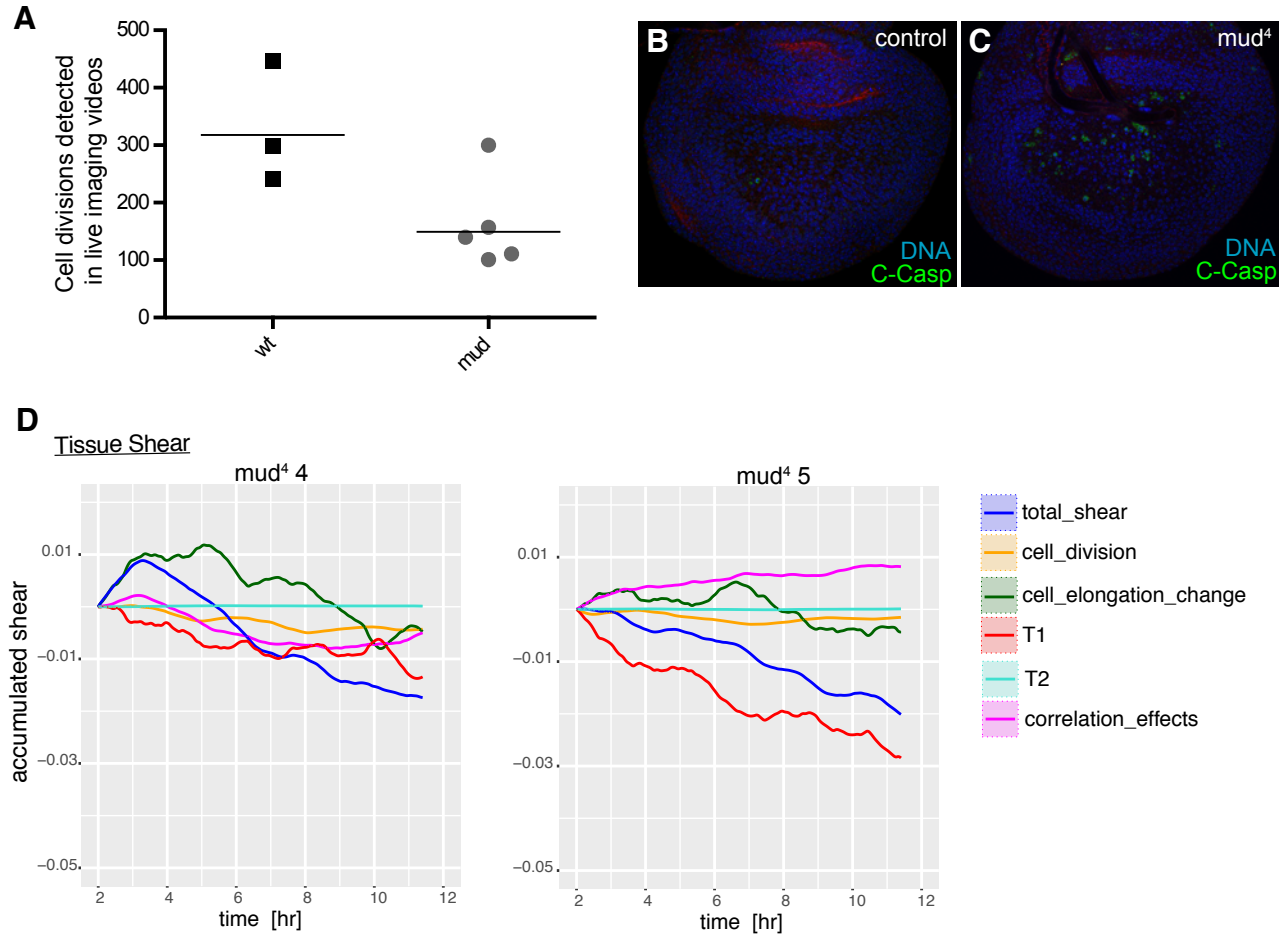 A
Cell divisions detected
in live imaging videos
500
400
300
200
100
0
wt
mud
B
control
DNA
C-Casp
C
mud⁴
DNA
C-Casp
D
Tissue Shear
mud⁴ 4
accumulated shear
0.01
−0.01
−0.03
−0.05
2 4 6 8 10 12
time [hr]
mud⁴ 5
0.01
−0.01
−0.03
−0.05
2 4 6 8 10 12
time [hr]
total_shear
cell_division
cell_elongation_change
T1
T2
correlation_effects